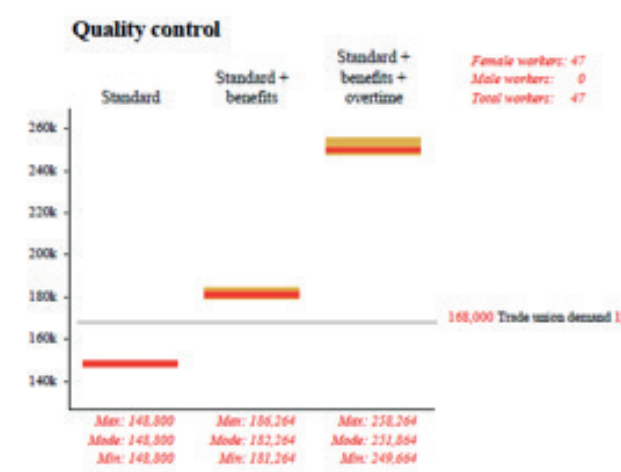 Quality control
Standard
Standard +
benefits
Standard +
benefits +
overtime
Female workers: 47
Male workers: 0
Total workers: 47
260k
240k
220k
200k
180k
160k
140k
168,000 Trade union demand 1
Max: 148,800
Mode: 148,800
Min: 148,800
Max: 186,264
Mode: 182,264
Min: 181,264
Max: 258,264
Mode: 251,864
Min: 249,664